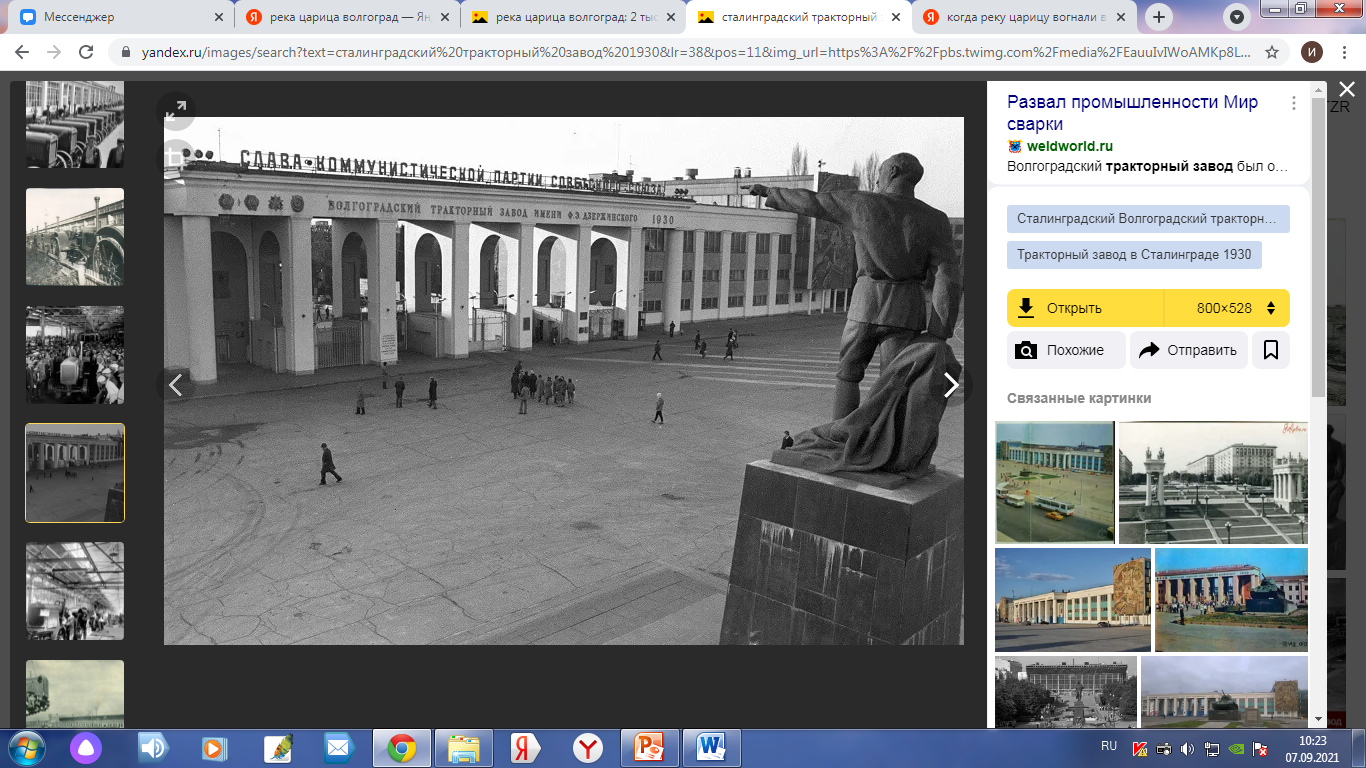 Мессенджер
река царица волгоград — Ян
река царица волгоград: 2 тыс
сталинградский тракторный
когда реку царицу вогнали в
yandex.ru/images/search?text=сталинградский%20тракторный%20завод%201930&lr=38&pos=11&img_url=https%3A%2F%2Fpbs.twimg.com%2Fmedia%2FEauuIvIWoAMKp8L...
И
СЛАВА КОММУНИСТИЧЕСКОЙ ПАРТИИ СОВЕТСКОГО СОЮЗА!
ВОЛГОГРАДСКИЙ ТРАКТОРНЫЙ ЗАВОД ИМЕНИ Ф.Э.ДЗЕРЖИНСКОГО 1930
Развал промышленности Мир
сварки
weldworld.ru
Волгоградский тракторный завод был о...
TZR
Сталинградский Волгоградский тракторн...
Тракторный завод в Сталинграде 1930
Открыть 800×528
Похожие Отправить
Связанные картинки
RU
10:23
07.09.2021